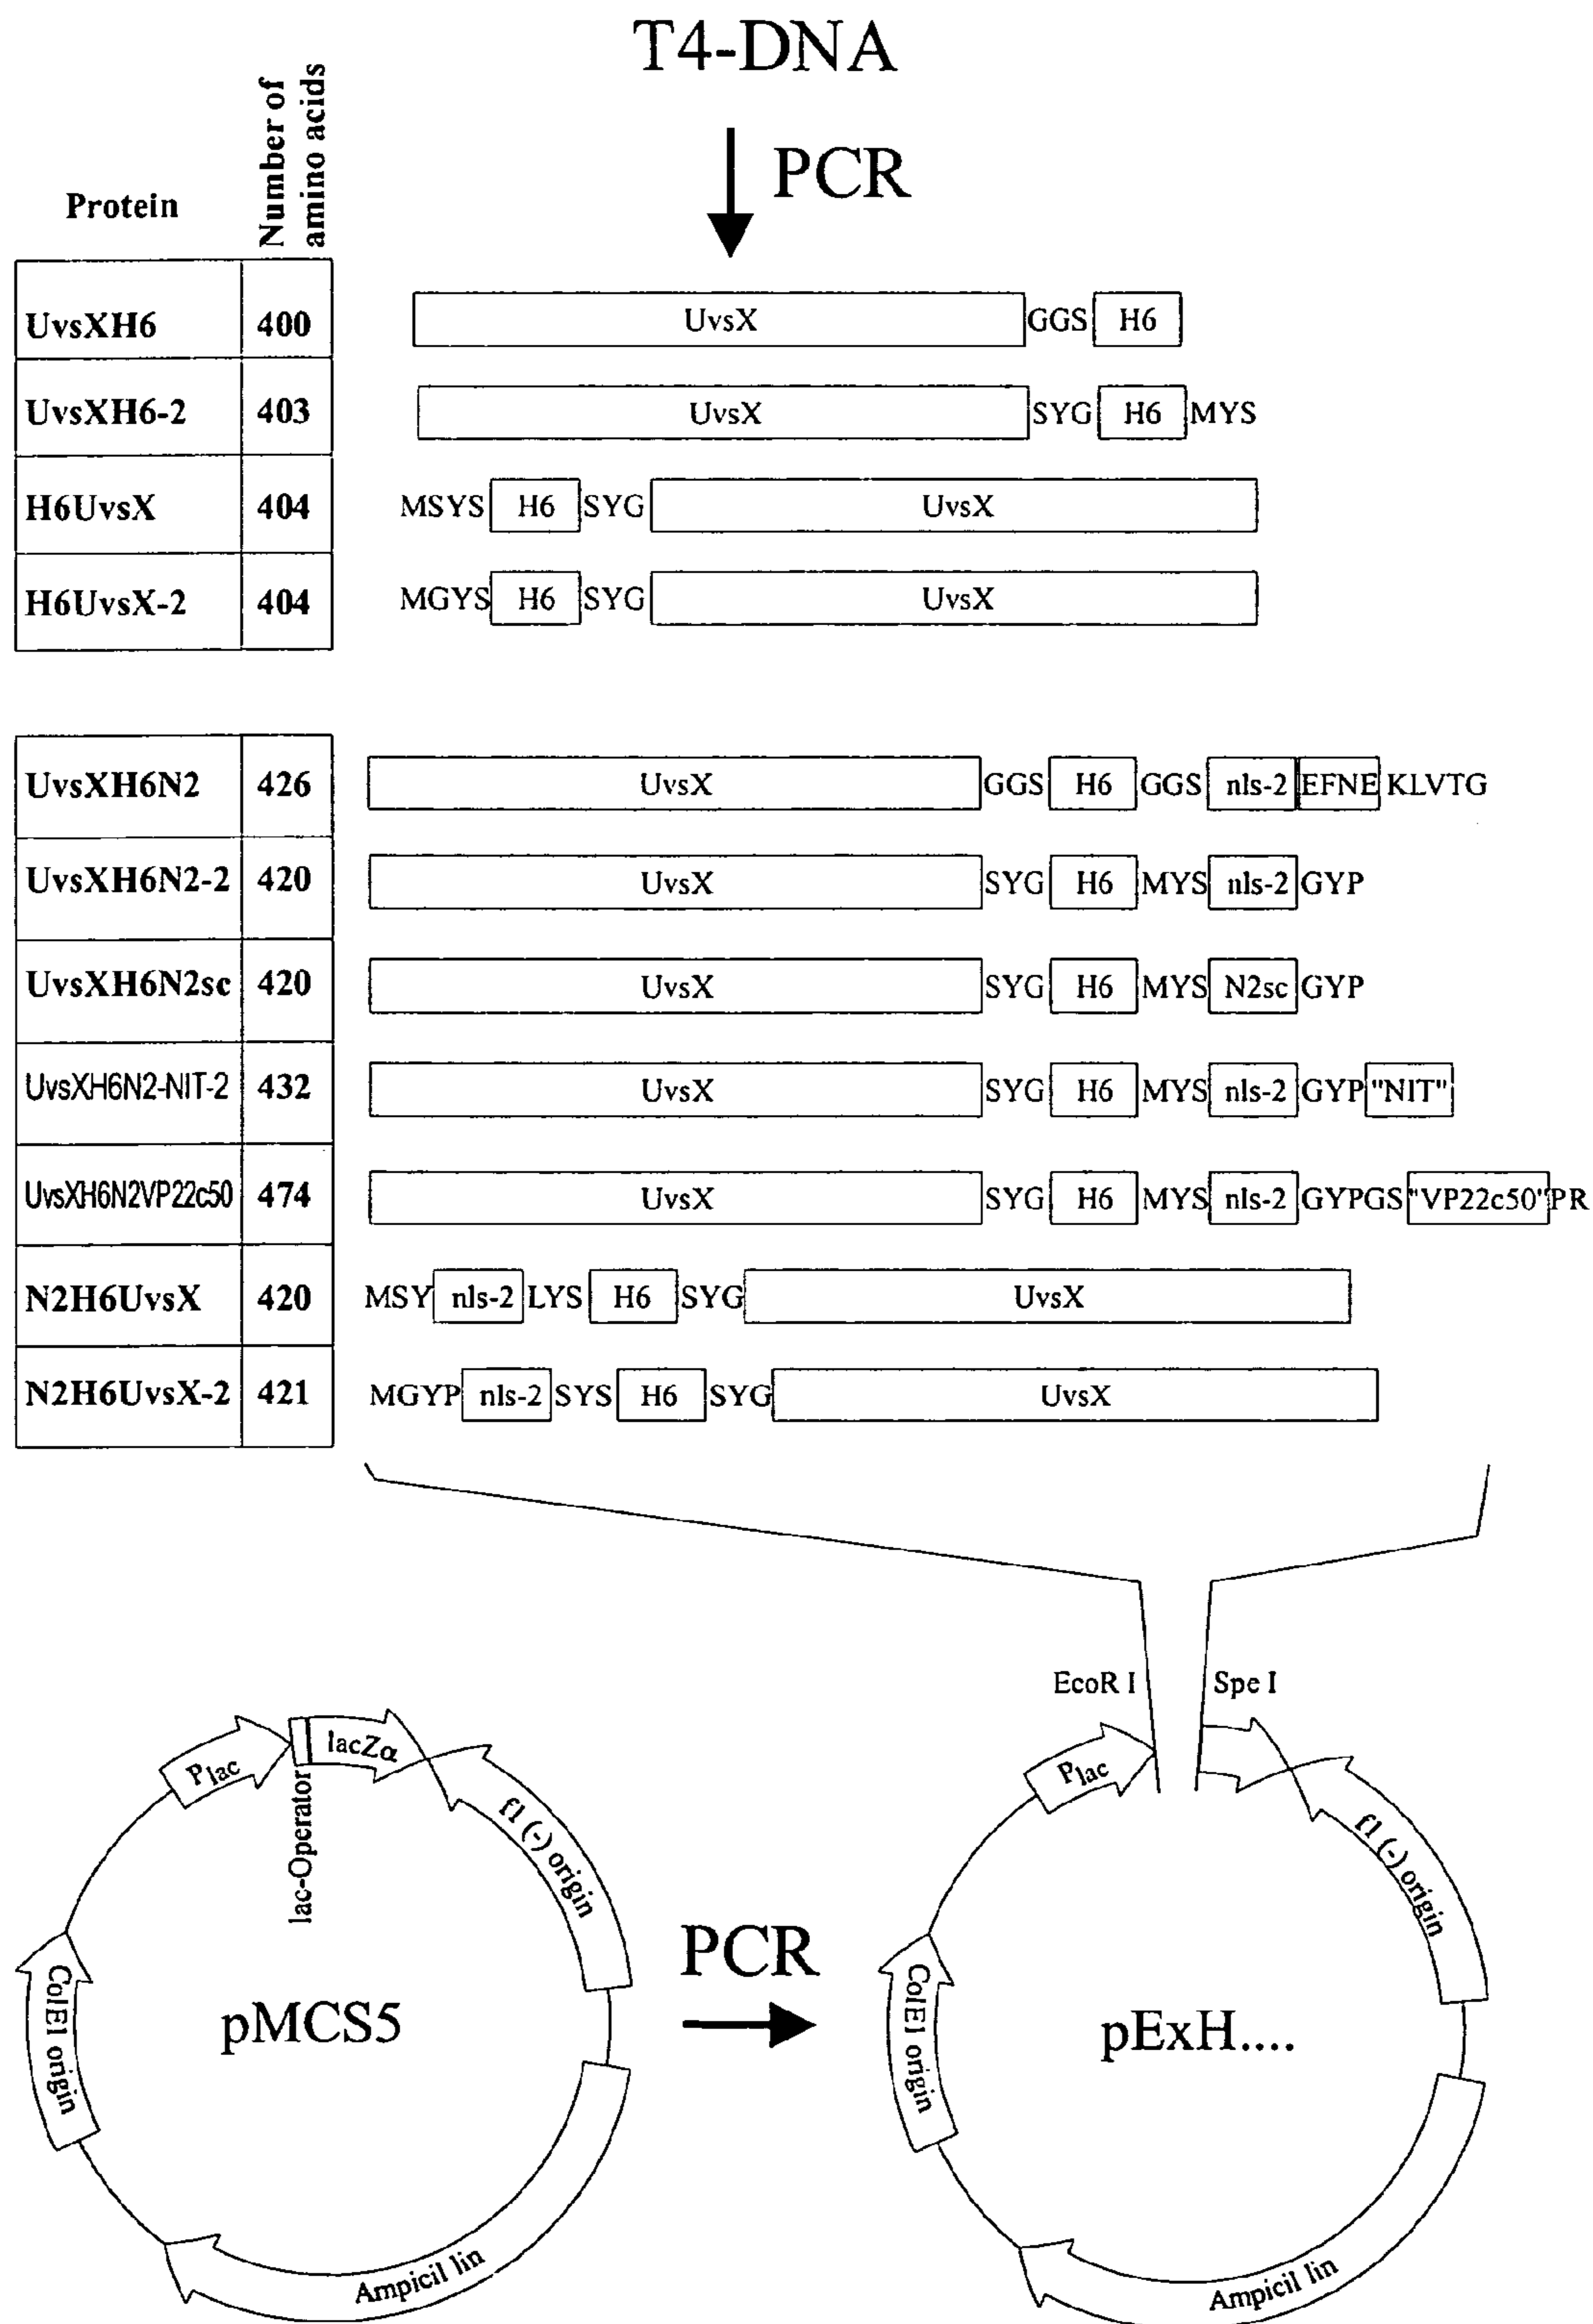 T4-DNA
PCR
Protein
Number of
amino acids
UvsXH6 400 UvsX GGS H6
UvsXH6-2 403 UvsX SYG H6 MYS
H6UvsX 404 MSYS H6 SYG UvsX
H6UvsX-2 404 MGYS H6 SYG UvsX
UvsXH6N2 426 UvsX GGS H6 GGS nls-2 EFNE KLVTG
UvsXH6N2-2 420 UvsX SYG H6 MYS nls-2 GYP
UvsXH6N2sc 420 UvsX SYG H6 MYS N2sc GYP
UvsXH6N2-NIT-2 432 UvsX SYG H6 MYS nls-2 GYP "NIT"
UvsXH6N2VP22c50 474 UvsX SYG H6 MYS nls-2 GYPGS "VP22c50" PR
N2H6UvsX 420 MSY nls-2 LYS H6 SYG UvsX
N2H6UvsX-2 421 MGYP nls-2 SYS H6 SYG UvsX
EcoR I Spe I
Plac
lac-Operator
lacZα
f1 (-) origin
ColE1 origin
pMCS5
Ampicil lin
PCR
Plac
f1 (-) origin
ColE1 origin
pExH....
Ampicil lin